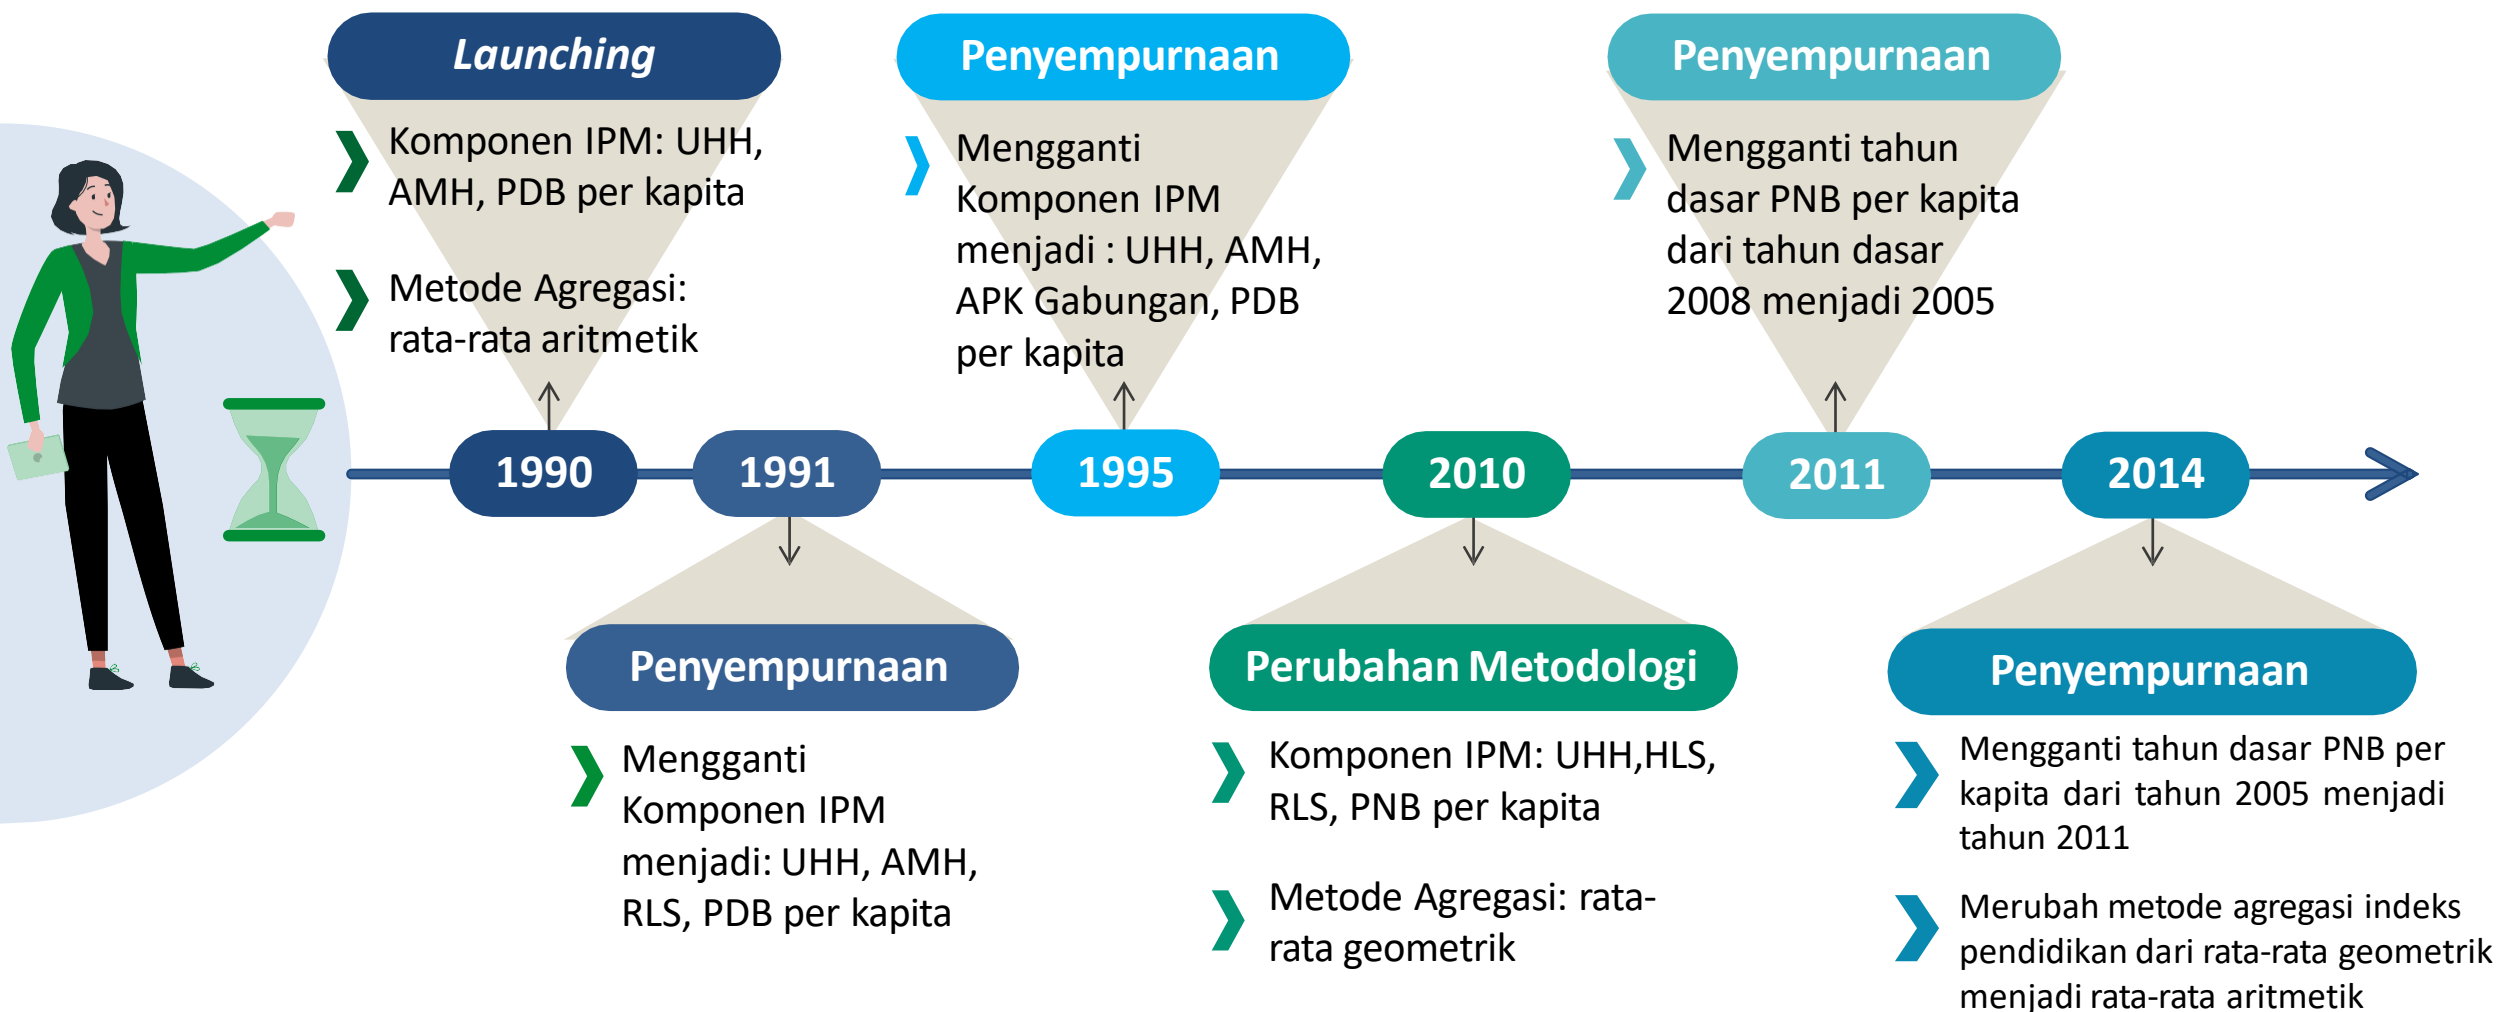 Launching
Komponen IPM: UHH,
AMH, PDB per kapita
Metode Agregasi:
rata-rata aritmetik
Penyempurnaan
Mengganti
Komponen IPM
menjadi : UHH, AMH,
APK Gabungan, PDB
per kapita
Penyempurnaan
Mengganti tahun
dasar PNB per kapita
dari tahun dasar
2008 menjadi 2005
1990
1991
1995
2010
2011
2014
Penyempurnaan
Mengganti
Komponen IPM
menjadi: UHH, AMH,
RLS, PDB per kapita
Perubahan Metodologi
Komponen IPM: UHH,HLS,
RLS, PNB per kapita
Metode Agregasi: rata-
rata geometrik
Penyempurnaan
Mengganti tahun dasar PNB per
kapita dari tahun 2005 menjadi
tahun 2011
Merubah metode agregasi indeks
pendidikan dari rata-rata geometrik
menjadi rata-rata aritmetik